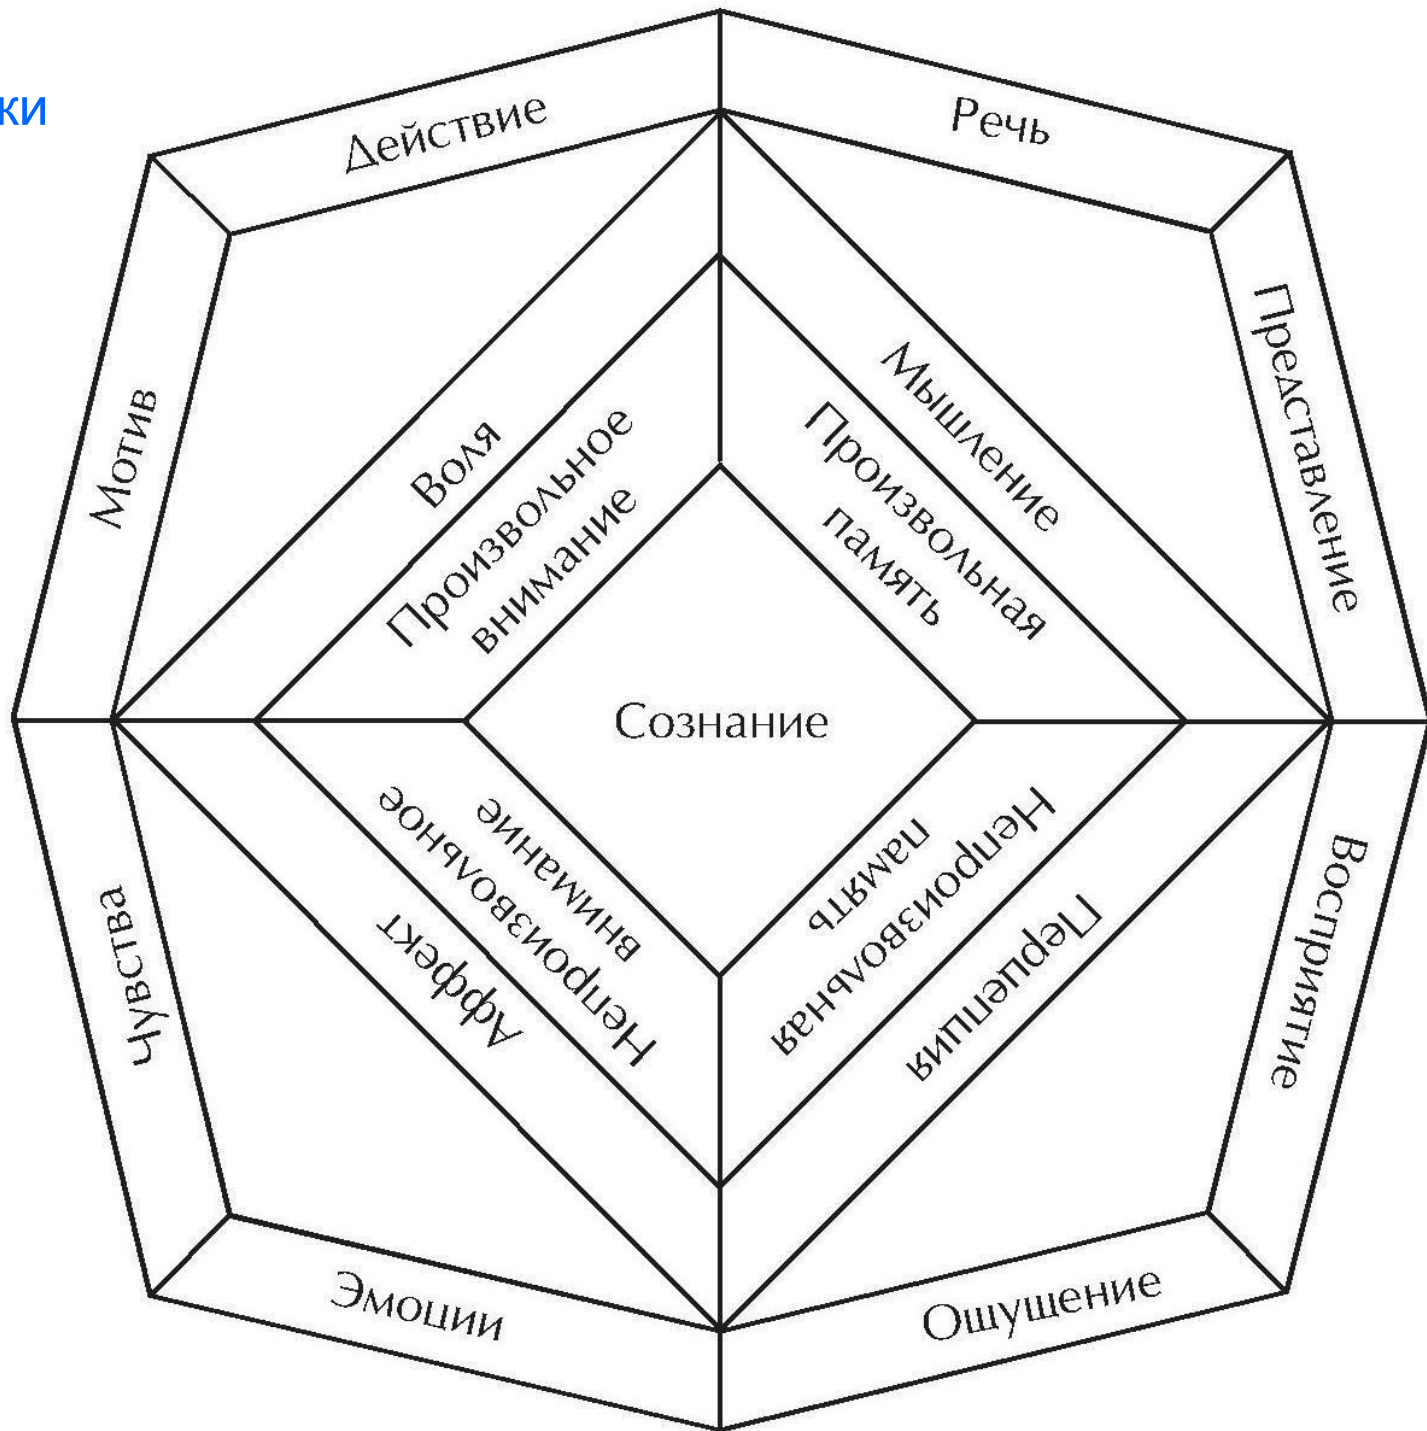 ки
Действие
Речь
Мотив
Представление
Воля
Мышление
Произвольное
внимание
Произвольная
память
Сознание
Непроизвольное
внимание
Непроизвольная
память
Аффект
Перцепция
Чувства
Восприятие
Эмоции
Ощущение